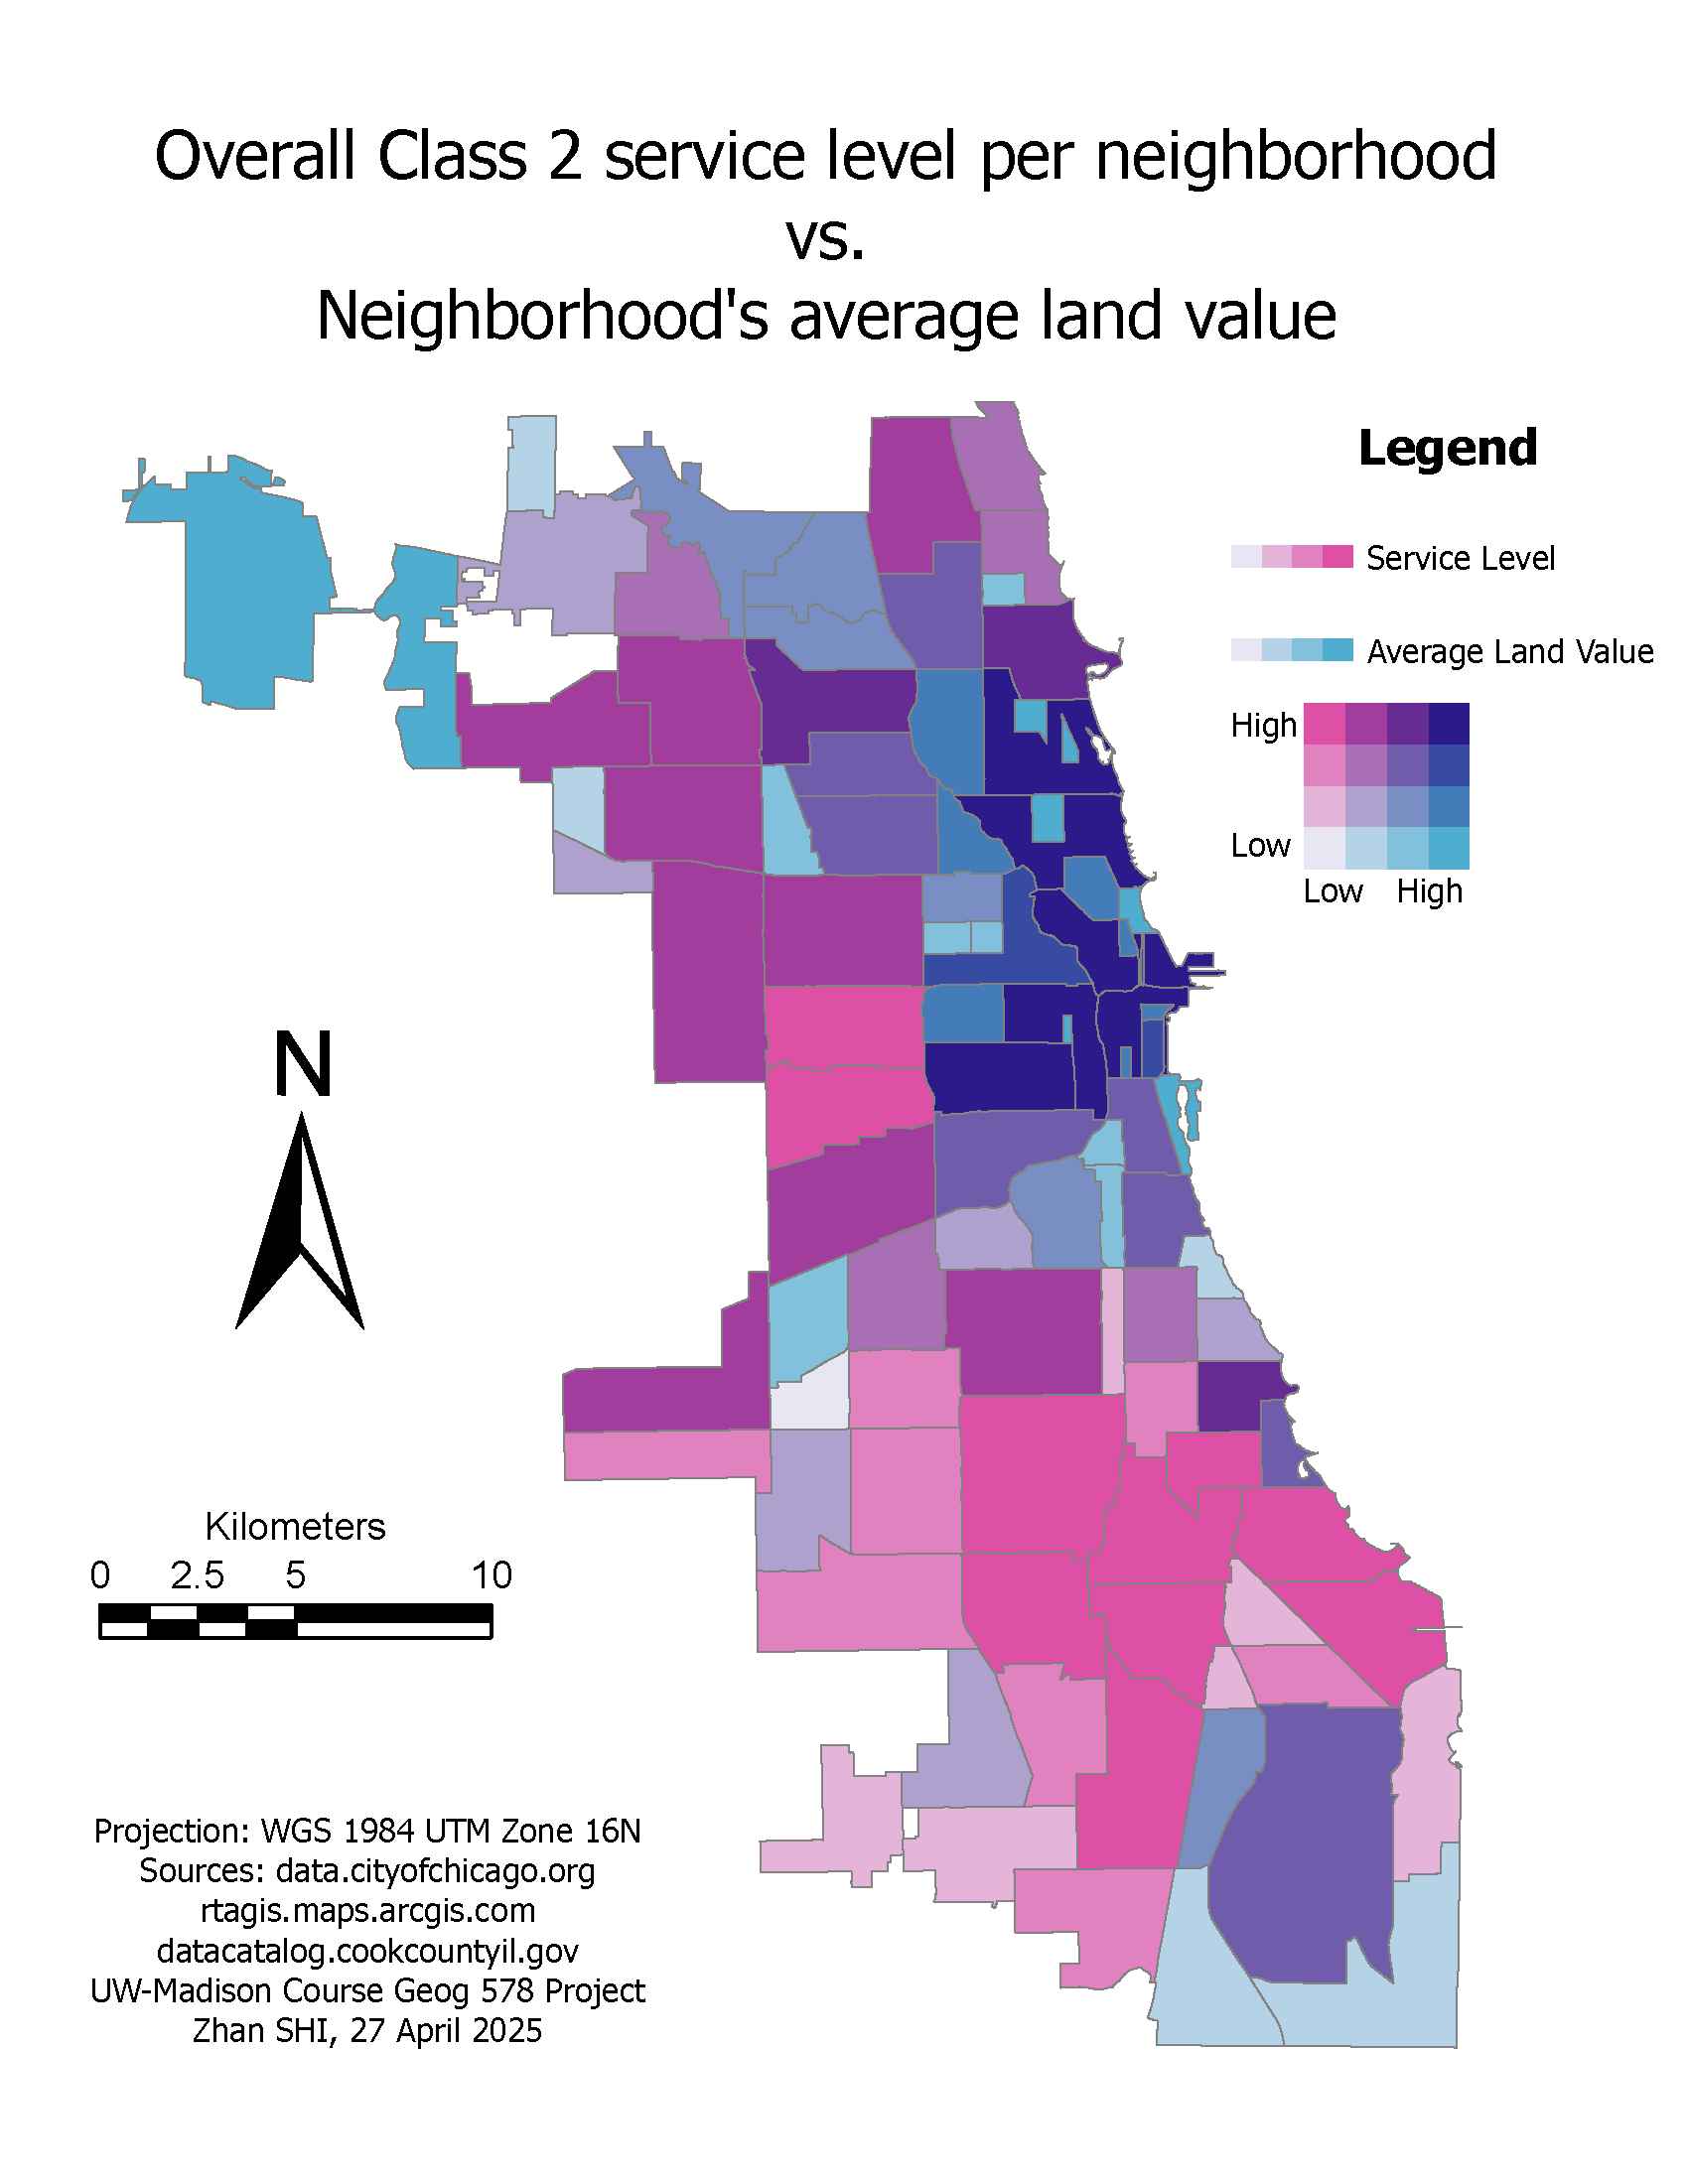 Overall Class 2 service level per neighborhood
vs.
Neighborhood's average land value
Legend
Service Level
Average Land Value
High
Low
Low High
N
Kilometers
0 2.5 5 10
Projection: WGS 1984 UTM Zone 16N
Sources: data.cityofchicago.org
rtagis.maps.arcgis.com
datacatalog.cookcountyil.gov
UW-Madison Course Geog 578 Project
Zhan SHI, 27 April 2025